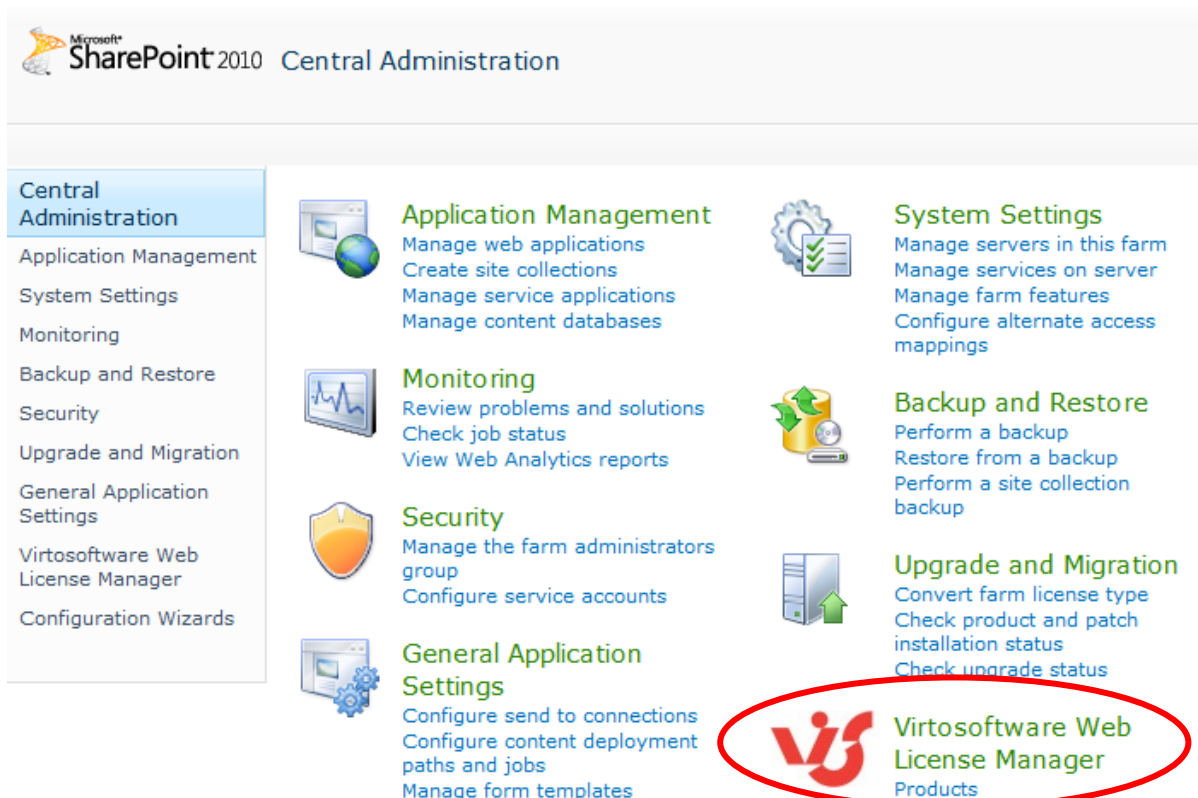 Microsoft®
SharePoint 2010 Central Administration
Central
Administration
Application Management
System Settings
Monitoring
Backup and Restore
Security
Upgrade and Migration
General Application
Settings
Virtosoftware Web
License Manager
Configuration Wizards
Application Management
Manage web applications
Create site collections
Manage service applications
Manage content databases
Monitoring
Review problems and solutions
Check job status
View Web Analytics reports
Security
Manage the farm administrators
group
Configure service accounts
General Application
Settings
Configure send to connections
Configure content deployment
paths and jobs
Manage form templates
System Settings
Manage servers in this farm
Manage services on server
Manage farm features
Configure alternate access
mappings
Backup and Restore
Perform a backup
Restore from a backup
Perform a site collection
backup
Upgrade and Migration
Convert farm license type
Check product and patch
installation status
Check upgrade status
Virtosoftware Web
License Manager
Products